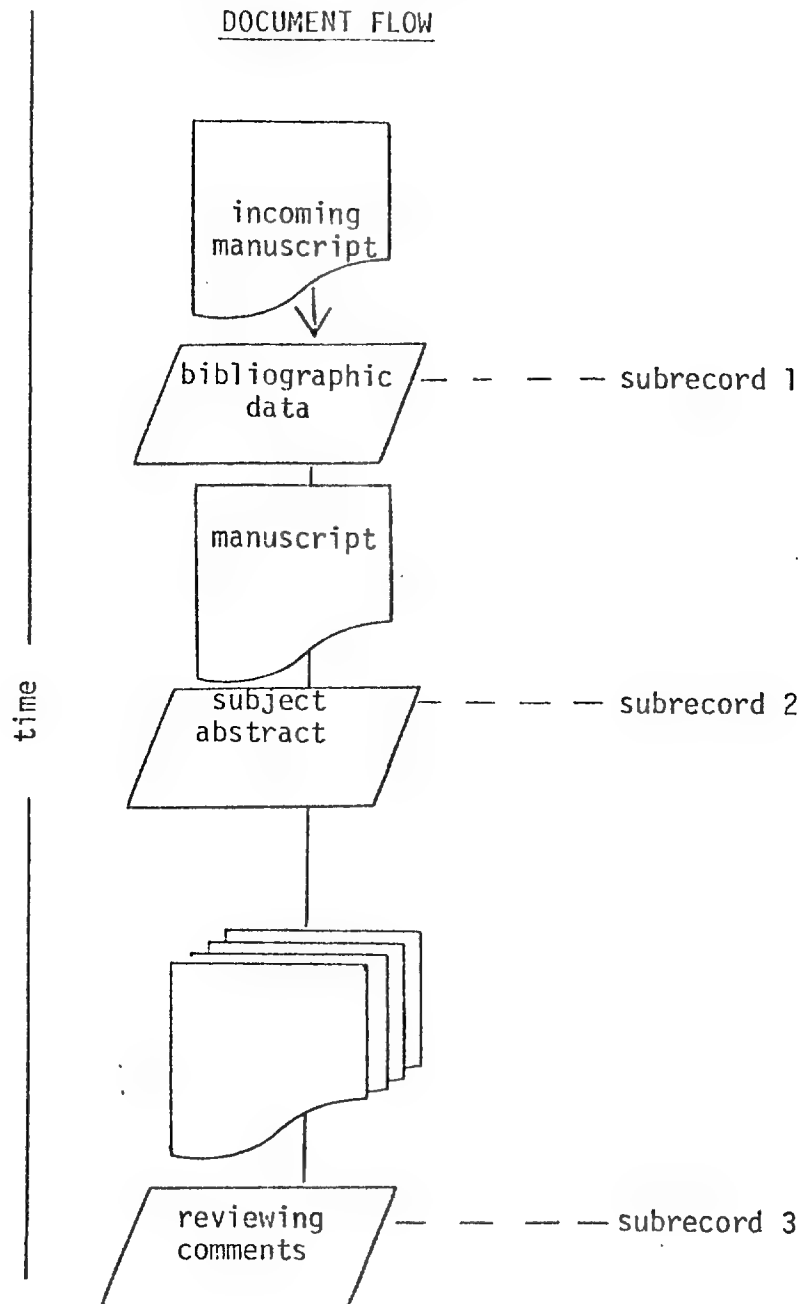 DOCUMENT FLOW
incoming
manuscript
bibliographic
data
subrecord 1
manuscript
time
subject
abstract
subrecord 2
reviewing
comments
subrecord 3